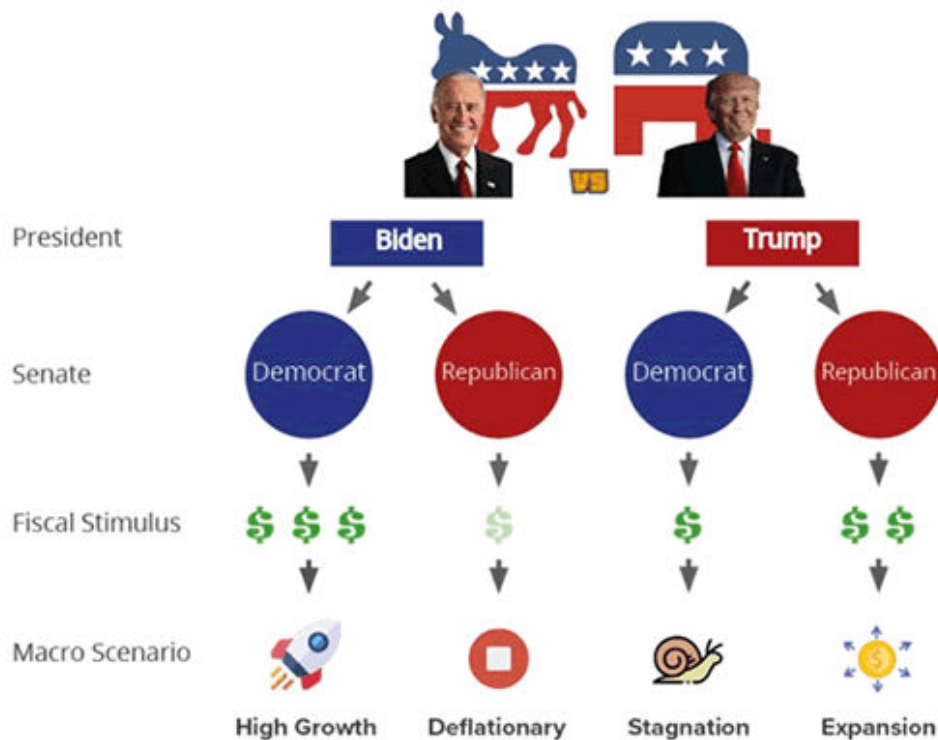 VS
President
Biden
Trump
Senate
Democrat
Republican
Democrat
Republican
Fiscal Stimulus
$ $ $
$
$
$ $
Macro Scenario
$
High Growth
Deflationary
Stagnation
Expansion